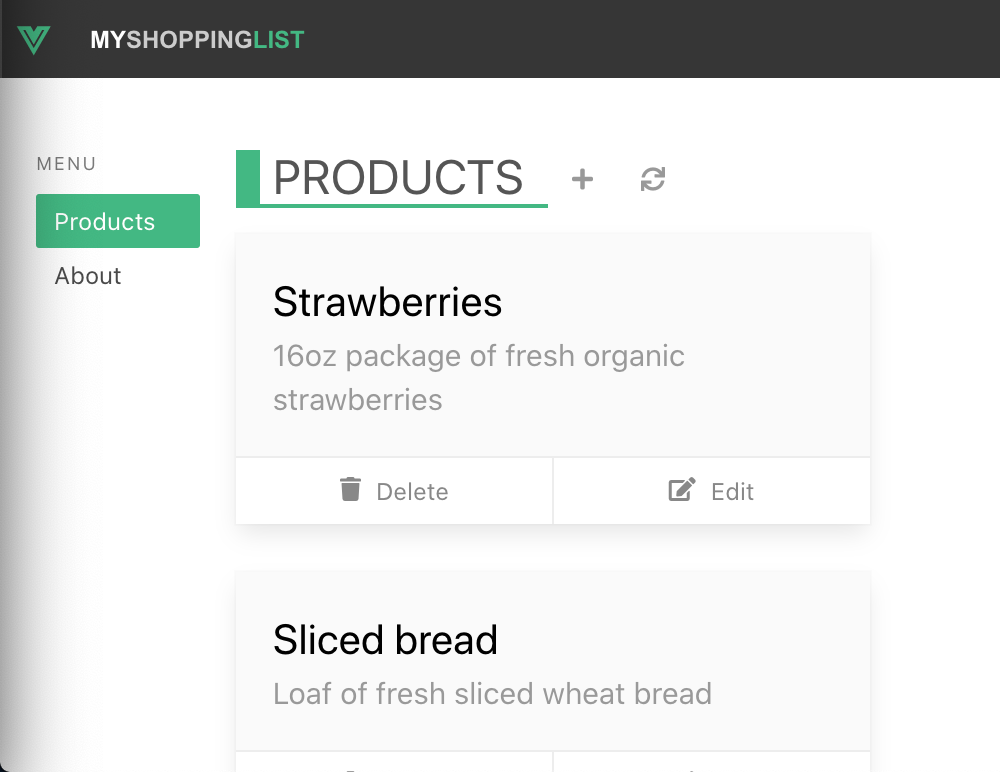 MYSHOPPINGLIST
MENU
Products
About
PRODUCTS
Strawberries
16oz package of fresh organic
strawberries
Delete
Edit
Sliced bread
Loaf of fresh sliced wheat bread